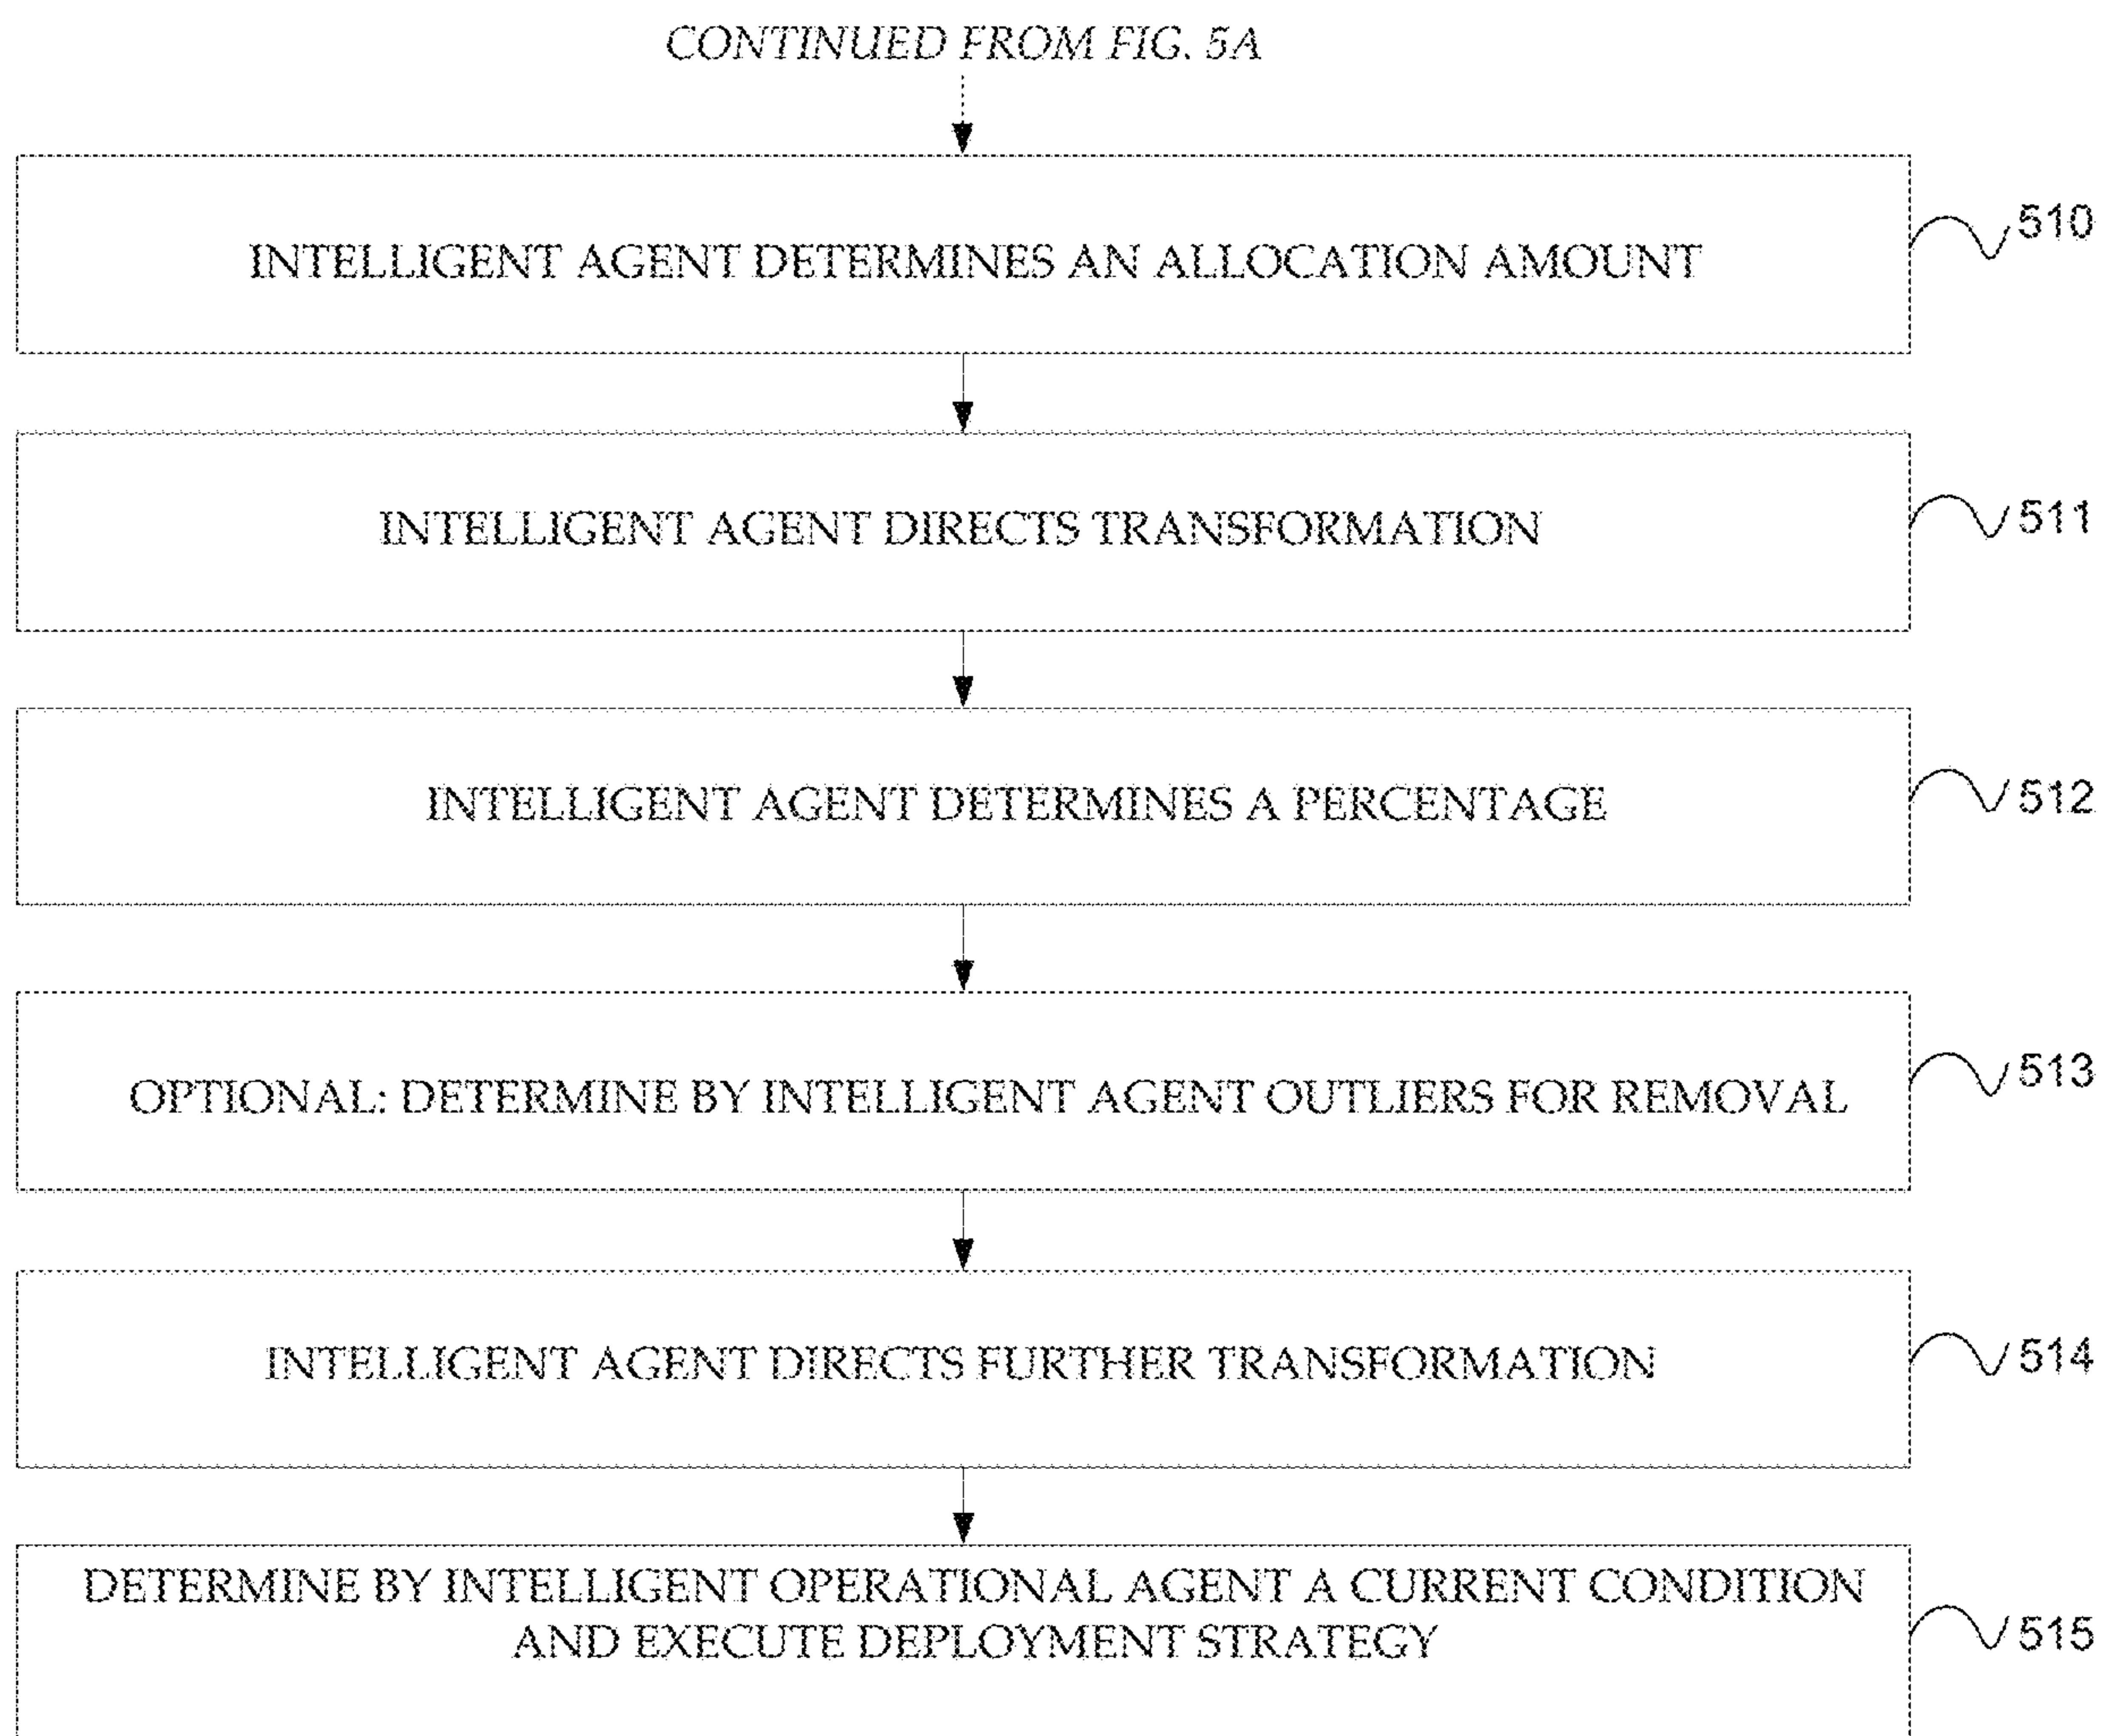 CONTINUED FROM FIG. 5A
INTELLIGENT AGENT DETERMINES AN ALLOCATION AMOUNT
510
INTELLIGENT AGENT DIRECTS TRANSFORMATION
511
INTELLIGENT AGENT DETERMINES A PERCENTAGE
512
OPTIONAL: DETERMINE BY INTELLIGENT AGENT OUTLIERS FOR REMOVAL
513
INTELLIGENT AGENT DIRECTS FURTHER TRANSFORMATION
514
DETERMINE BY INTELLIGENT OPERATIONAL AGENT A CURRENT CONDITION
AND EXECUTE DEPLOYMENT STRATEGY
515